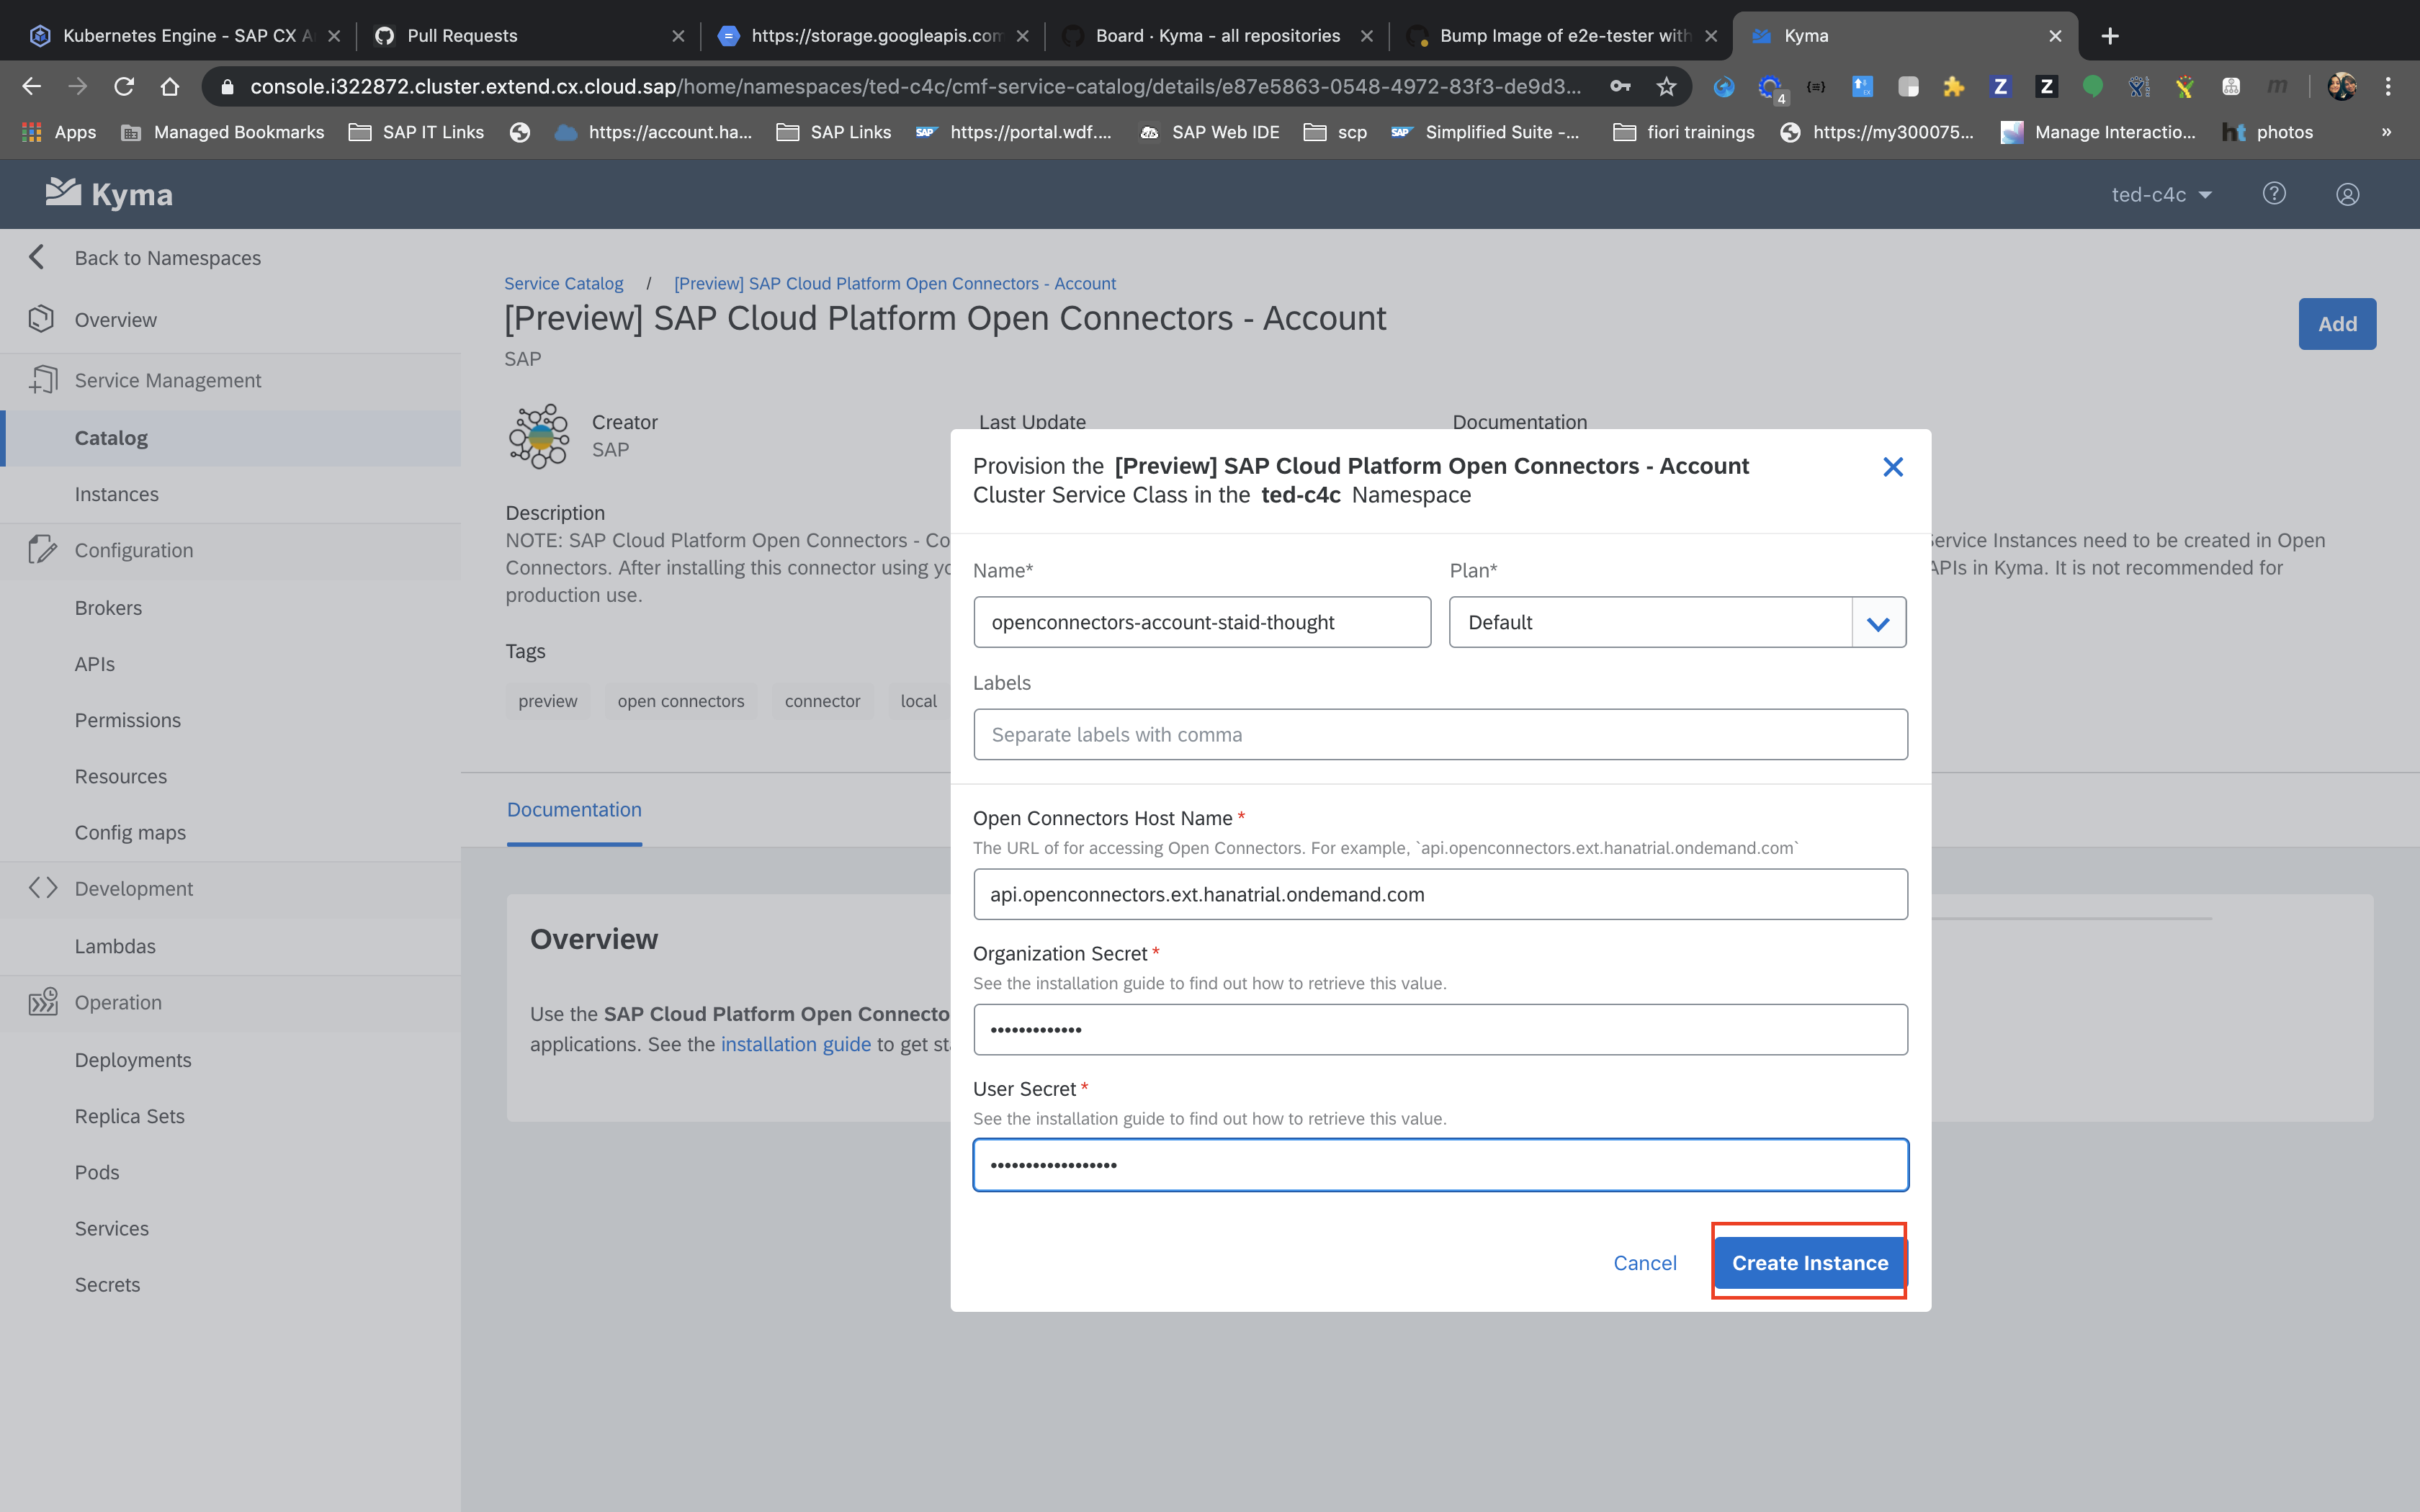 Kubernetes Engine - SAP CX A
Pull Requests
https://storage.googleapis.com
Board · Kyma - all repositories
Bump Image of e2e-tester with
Kyma
console.i322872.cluster.extend.cx.cloud.sap/home/namespaces/ted-c4c/cmf-service-catalog/details/e87e5863-0548-4972-83f3-de9d3...
4
Z
Z
m
Apps
Managed Bookmarks
SAP IT Links
https://account.ha...
SAP Links
SAP
https://portal.wdf....
SAP Web IDE
scp
SAP
Simplified Suite -...
fiori trainings
https://my300075...
Manage Interactio...
ht
photos
»
Kyma
ted-c4c
?
Back to Namespaces
Overview
Service Management
Catalog
Instances
Configuration
Brokers
APIs
Permissions
Resources
Config maps
Development
Lambdas
Operation
Deployments
Replica Sets
Pods
Services
Secrets
Service Catalog / [Preview] SAP Cloud Platform Open Connectors - Account
[Preview] SAP Cloud Platform Open Connectors - Account
Add
SAP
Creator
SAP
Last Update
Documentation
Description
NOTE: SAP Cloud Platform Open Connectors - Co
Service Instances need to be created in Open
Connectors. After installing this connector using yo
APIs in Kyma. It is not recommended for
production use.
Tags
preview
open connectors
connector
local
Documentation
Overview
Use the SAP Cloud Platform Open Connecto
applications. See the installation guide to get sta
Provision the [Preview] SAP Cloud Platform Open Connectors - Account
Cluster Service Class in the ted-c4c Namespace
Name*
Plan*
openconnectors-account-staid-thought
Default
Labels
Separate labels with comma
Open Connectors Host Name *
The URL of for accessing Open Connectors. For example, `api.openconnectors.ext.hanatrial.ondemand.com`
api.openconnectors.ext.hanatrial.ondemand.com
Organization Secret *
See the installation guide to find out how to retrieve this value.
•••••••••••••
User Secret *
See the installation guide to find out how to retrieve this value.
••••••••••••••••••
Cancel
Create Instance